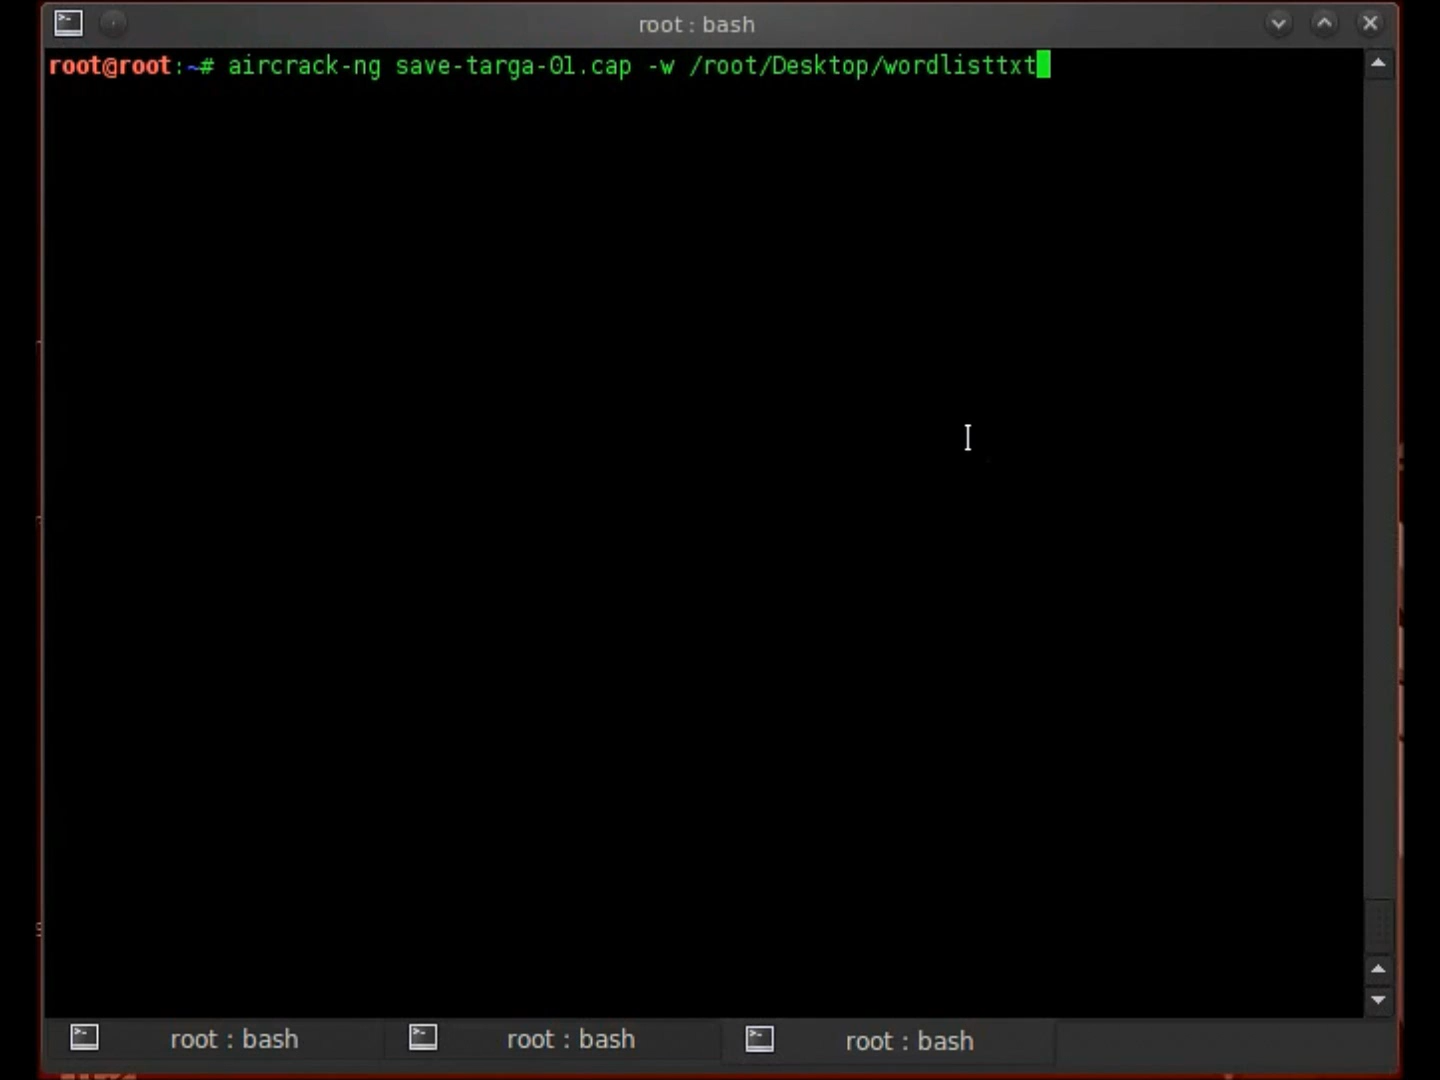 root : bash
root@root:~# aircrack-ng save-targa-01.cap -w /root/Desktop/wordlisttxt
root : bash
root : bash
root : bash